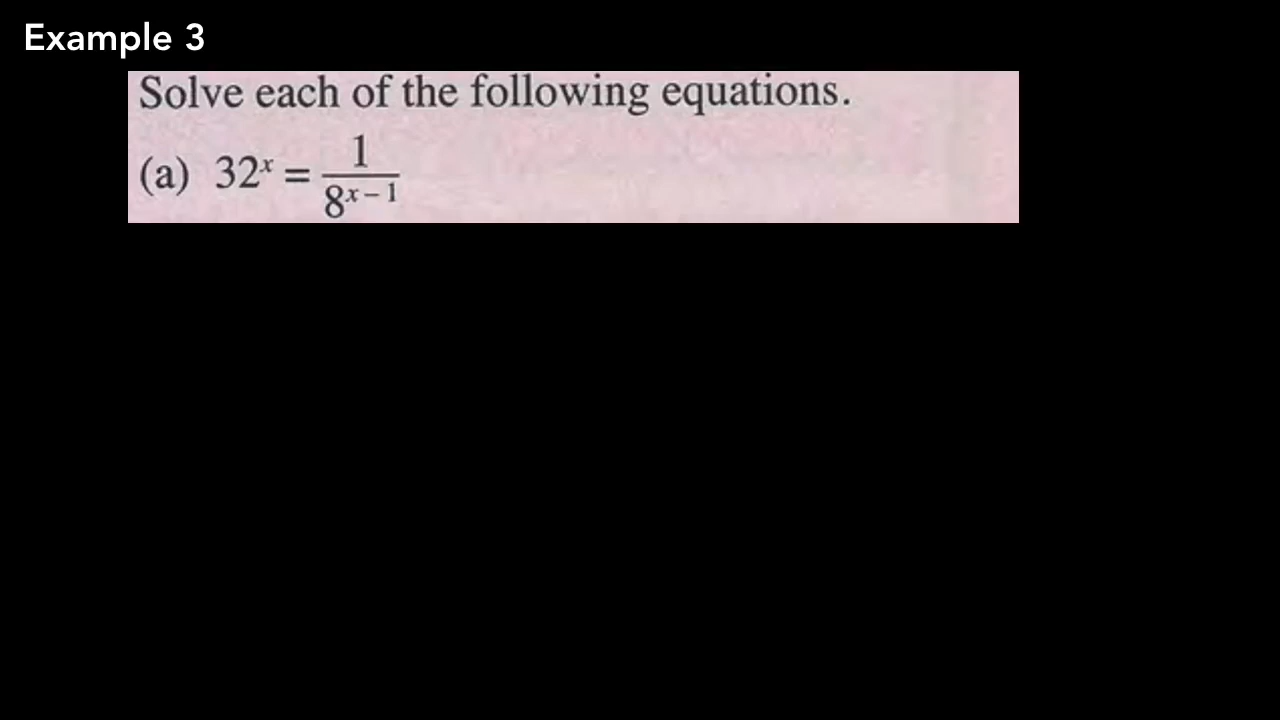 Example 3
Solve each of the following equations.
(a) 32^x = 1/8^(x – 1)